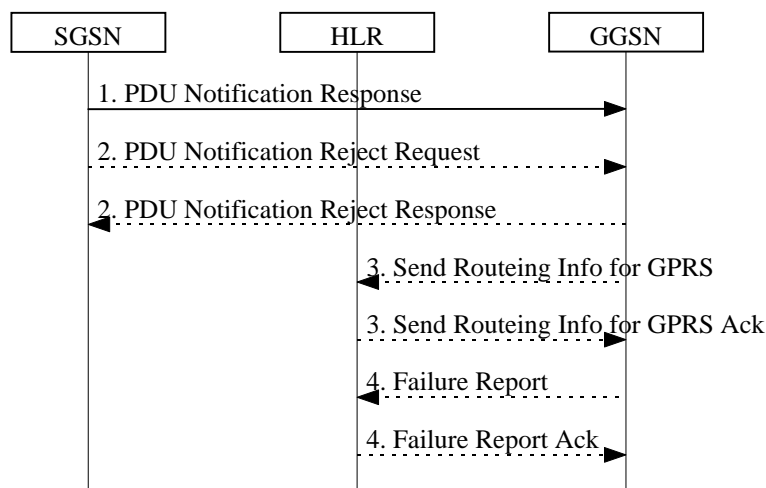 SGSN
HLR
GGSN
1. PDU Notification Response
2. PDU Notification Reject Request
2. PDU Notification Reject Response
3. Send Routeing Info for GPRS
3. Send Routeing Info for GPRS Ack
4. Failure Report
4. Failure Report Ack